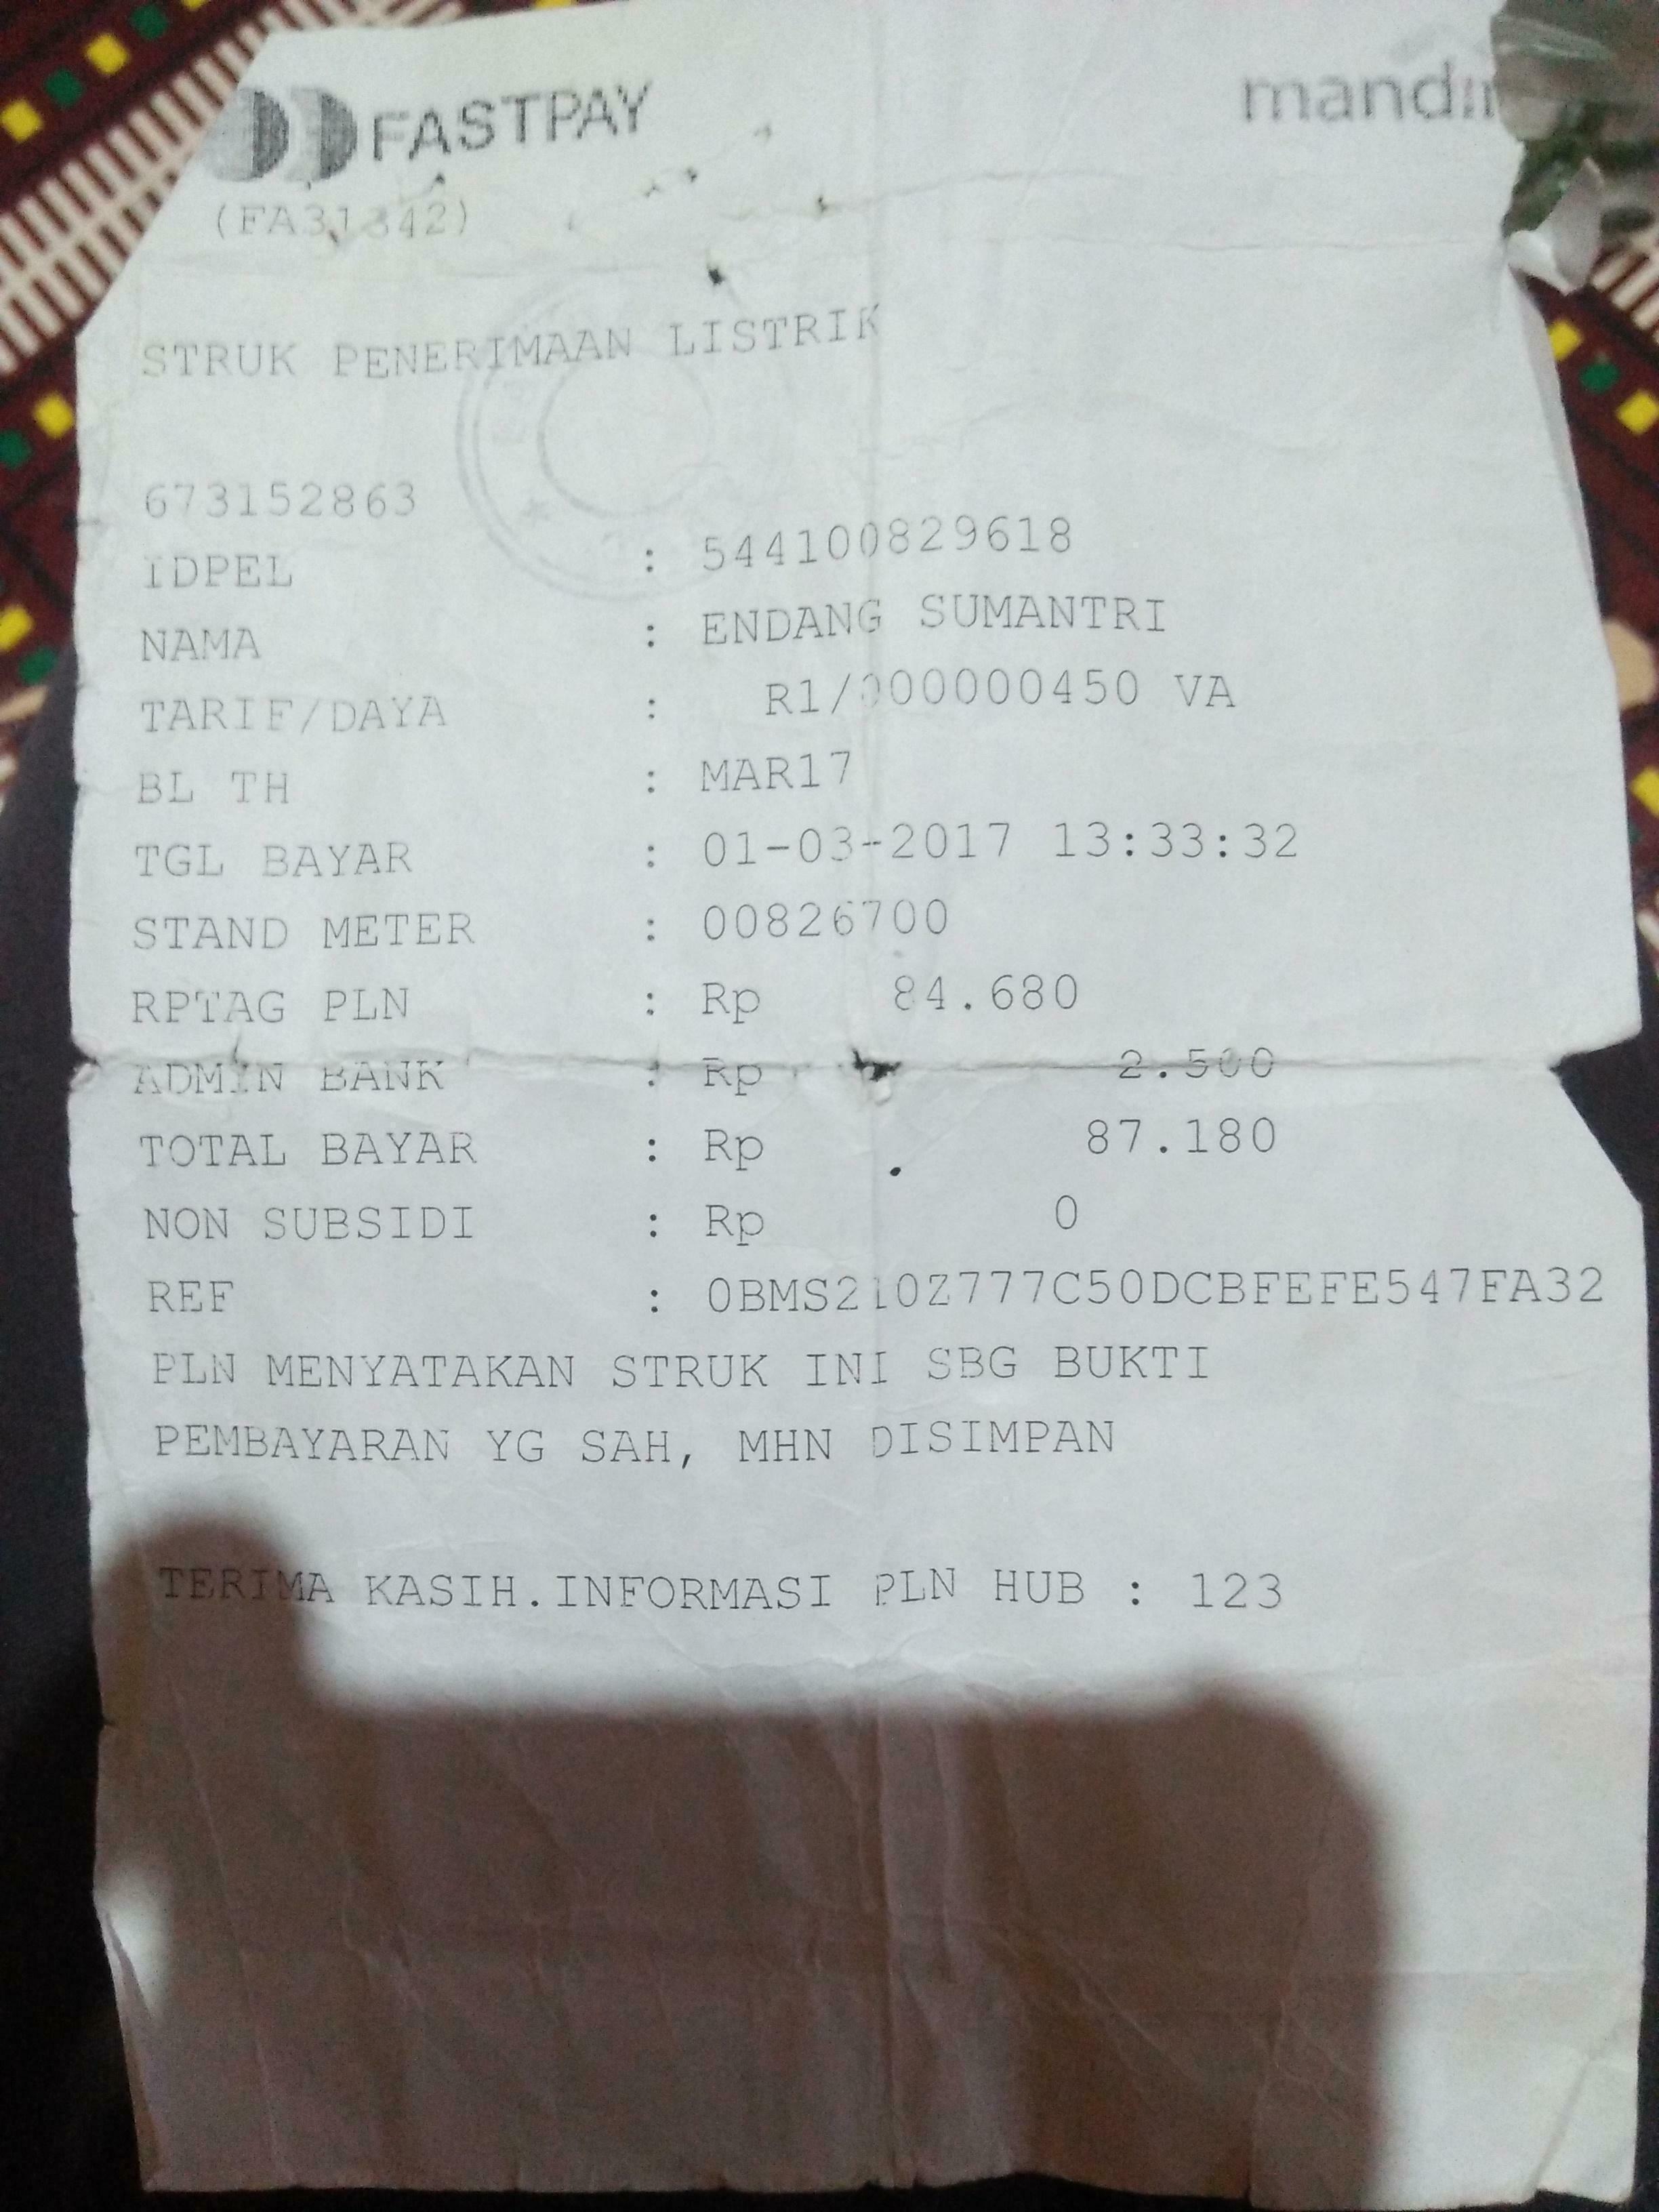 FASTPAY mandiri
(FA31342)
STRUK PENERIMAAN LISTRIK
673152863
IDPEL : 544100829618
NAMA : ENDANG SUMANTRI
TARIF/DAYA : R1/000000450 VA
BL TH : MAR17
TGL BAYAR : 01-03-2017 13:33:32
STAND METER : 00826700
RPTAG PLN : Rp 84.680
ADMIN BANK : Rp 2.500
TOTAL BAYAR : Rp 87.180
NON SUBSIDI : Rp 0
REF : 0BMS210Z777C50DCBFEFE547FA32
PLN MENYATAKAN STRUK INI SBG BUKTI
PEMBAYARAN YG SAH, MHN DISIMPAN
TERIMA KASIH.INFORMASI PLN HUB : 123